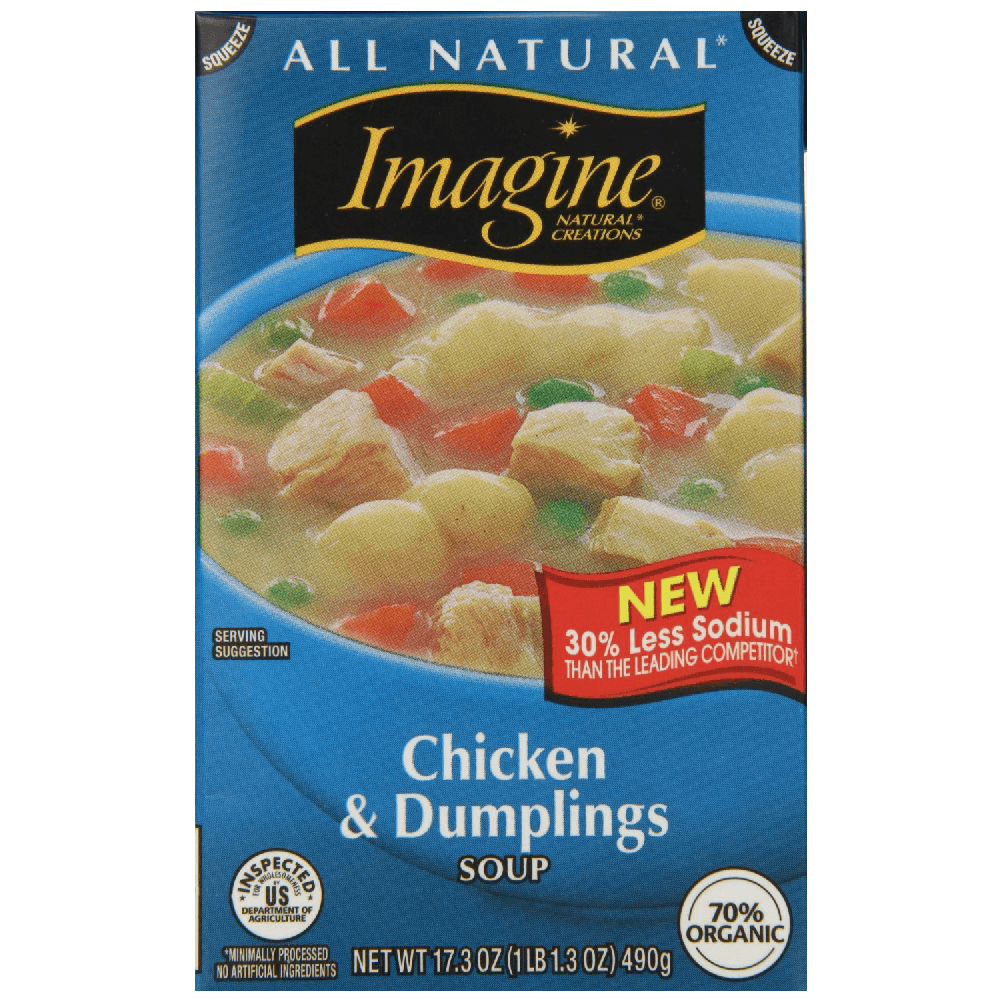 SQUEEZE
ALL NATURAL*
SQUEEZE
Imagine®
NATURAL*
CREATIONS
NEW
30% Less Sodium
THAN THE LEADING COMPETITOR†
SERVING
SUGGESTION
Chicken
& Dumplings
SOUP
INSPECTED
FOR WHOLESOMENESS
BY
US
DEPARTMENT OF
AGRICULTURE
*MINIMALLY PROCESSED
NO ARTIFICIAL INGREDIENTS
NET WT 17.3 OZ (1 LB 1.3 OZ) 490g
70%
ORGANIC